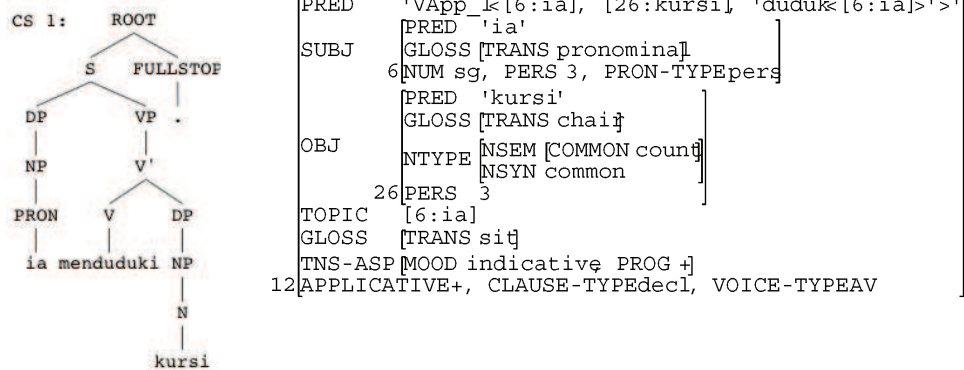 CS 1: ROOT
S FULLSTOP
DP VP .
NP V'
PRON V DP
ia menduduki NP
N
kursi
PRED 'VApp_l<[6:ia], [26:kursi], 'duduk<[6:ia]>'>'
SUBJ
PRED 'ia'
GLOSS [TRANS pronominal]
6 NUM sg, PERS 3, PRON-TYPE pers
OBJ
PRED 'kursi'
GLOSS [TRANS chair]
NTYPE
NSEM [COMMON count]
NSYN common
26 PERS 3
TOPIC [6:ia]
GLOSS [TRANS sit]
TNS-ASP [MOOD indicative, PROG +]
12 APPLICATIVE +, CLAUSE-TYPE decl, VOICE-TYPE AV